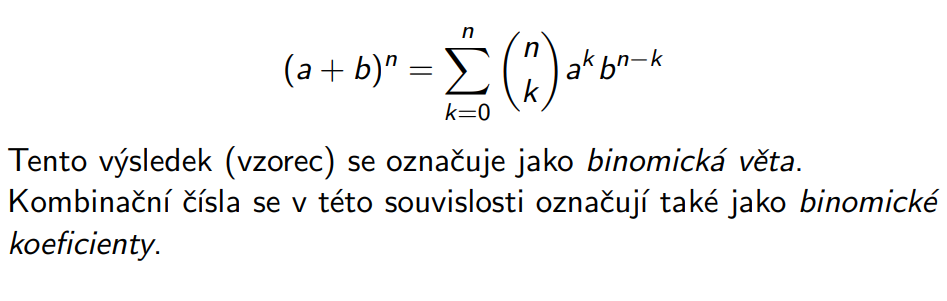 (a + b)^n = \sum_{k=0}^{n} \binom{n}{k} a^k b^{n-k}
Tento výsledek (vzorec) se označuje jako binomická věta.
Kombinační čísla se v této souvislosti označují také jako binomické
koeficienty.